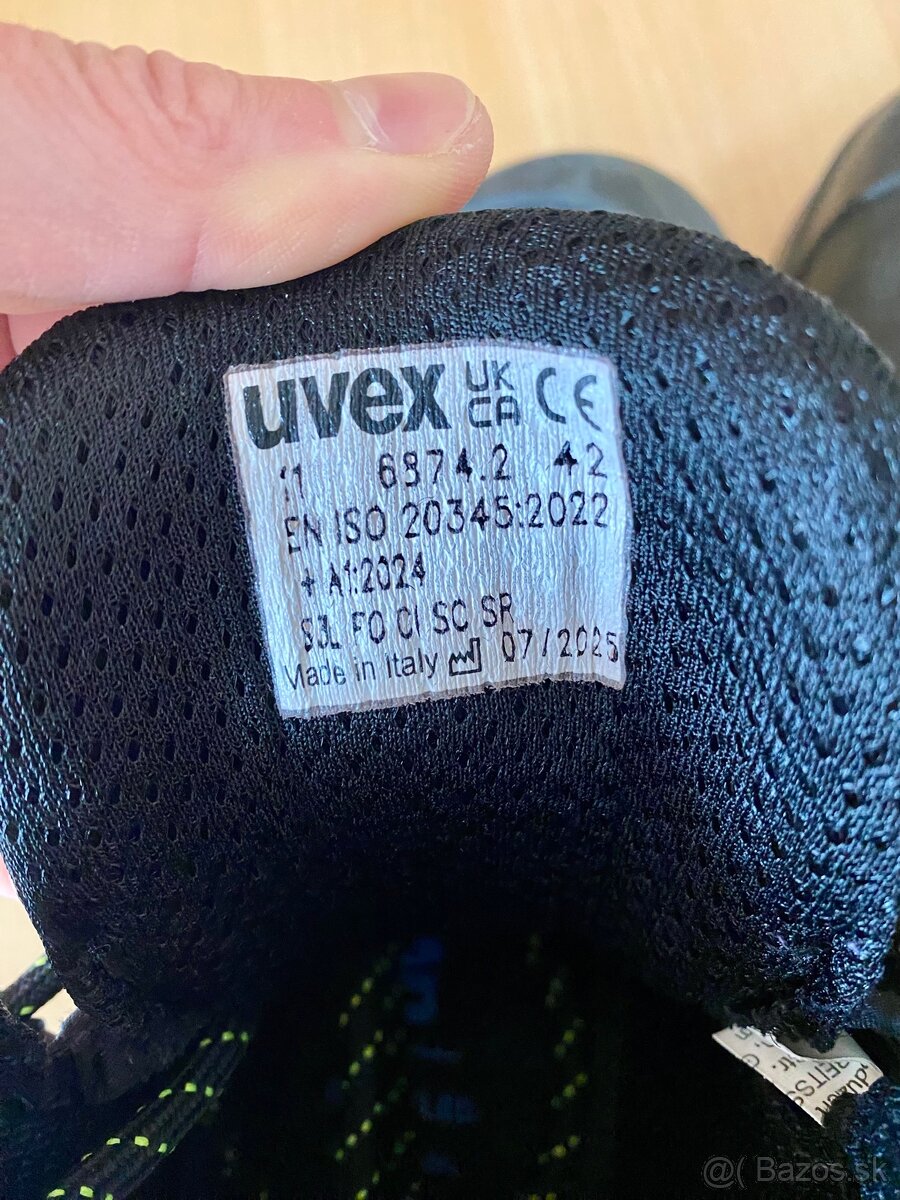 uvex UK CA CE
11 6874.2 42
EN ISO 20345:2022
+ A1:2024
S3L FO CI SC SR
Made in Italy 07/2025
@( Bazos.sk